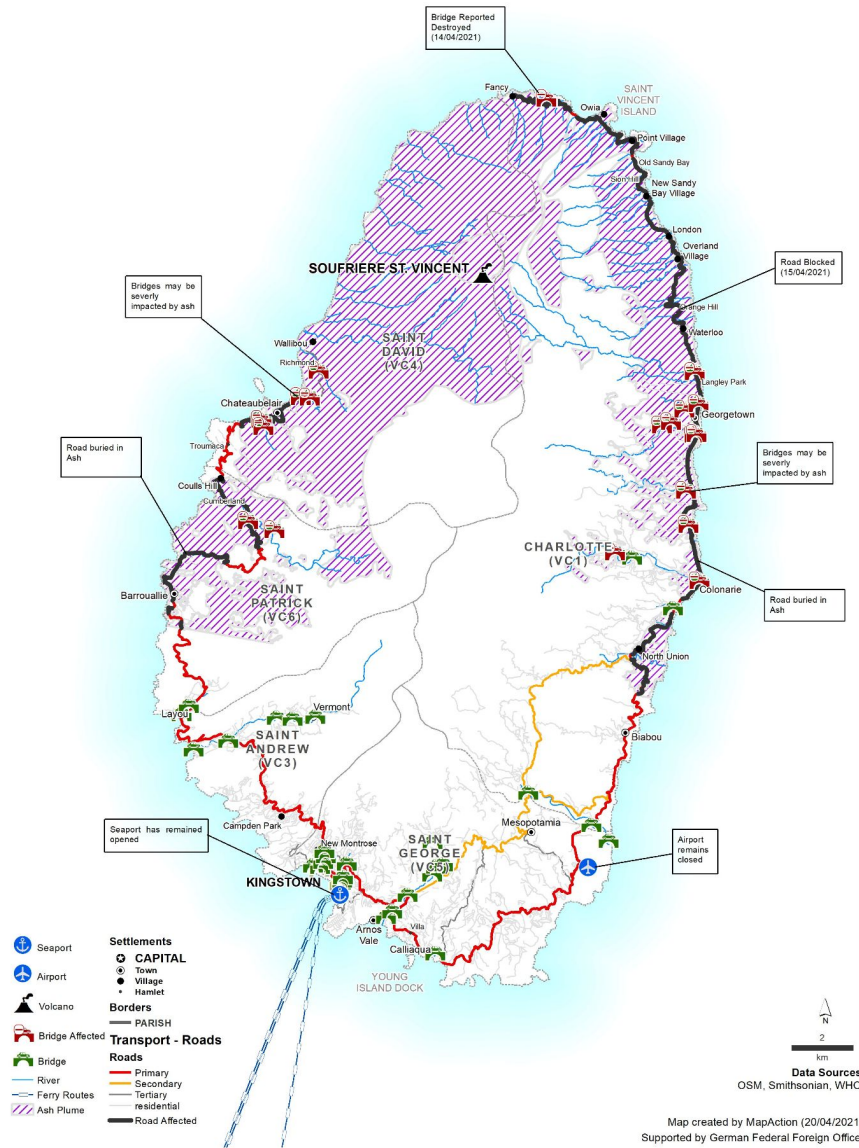 Bridge Reported
Destroyed
(14/04/2021)
Fancy
Owia
SAINT
VINCENT
ISLAND
Point Village
Old Sandy Bay
Sion Hill
New Sandy
Bay Village
London
Overland
Village
SOUFRIERE ST. VINCENT
Road Blocked
(15/04/2021)
Bridges may be
severly
impacted by ash
Orange Hill
Waterloo
Wallibou
SAINT
DAVID
(VC4)
Richmond
Langley Park
Chateaubelair
Georgetown
Road buried in
Ash
Troumaca
Bridges may be
severly
impacted by ash
Coulls Hill
Cumberland
CHARLOTTE
(VC1)
Barrouallie
SAINT
PATRICK
(VC6)
Colonarie
Road buried in
Ash
North Union
Layou
Vermont
SAINT
ANDREW
(VC3)
Biabou
Seaport has remained
opened
Campden Park
Mesopotamia
New Montrose
SAINT
GEORGE
(VC5)
Airport
remains
closed
KINGSTOWN
Arnos
Vale
Villa
Calliaqua
YOUNG
ISLAND DOCK
Seaport
Airport
Volcano
Bridge Affected
Bridge
River
Ferry Routes
Ash Plume
Settlements
CAPITAL
Town
Village
Hamlet
Borders
PARISH
Transport - Roads
Roads
Primary
Secondary
Tertiary
residential
Road Affected
N
2
km
Data Sources
OSM, Smithsonian, WHO
Map created by MapAction (20/04/2021
Supported by German Federal Foreign Office